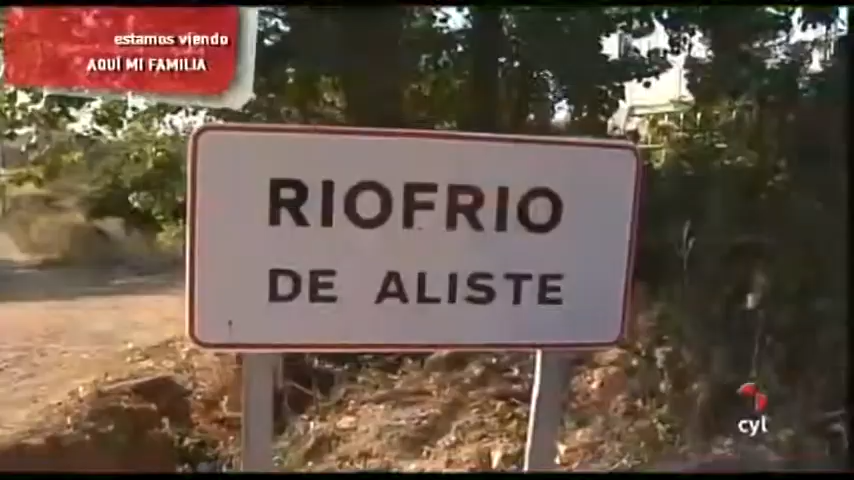 estamos viendo
AQUÍ MI FAMILIA
RIOFRIO
DE ALISTE
cyl